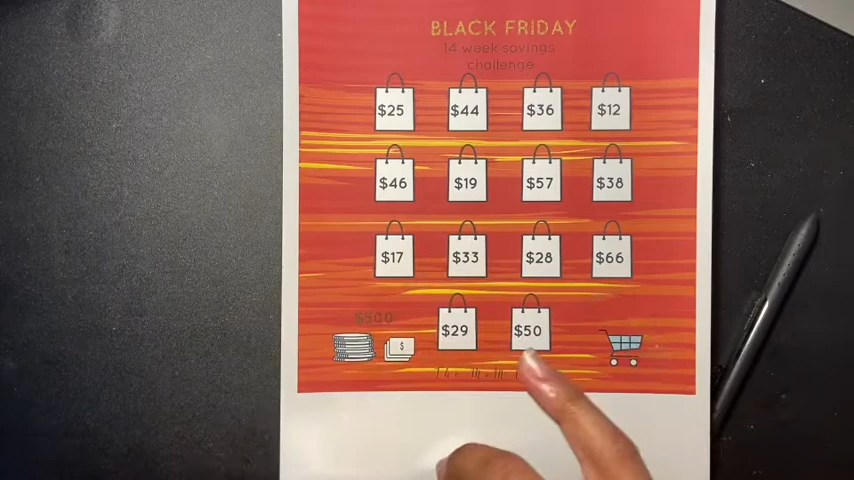 BLACK FRIDAY
14 week savings
challenge
$25 $44 $36 $12
$46 $19 $57 $38
$17 $33 $28 $66
$500
$29 $50
$
The